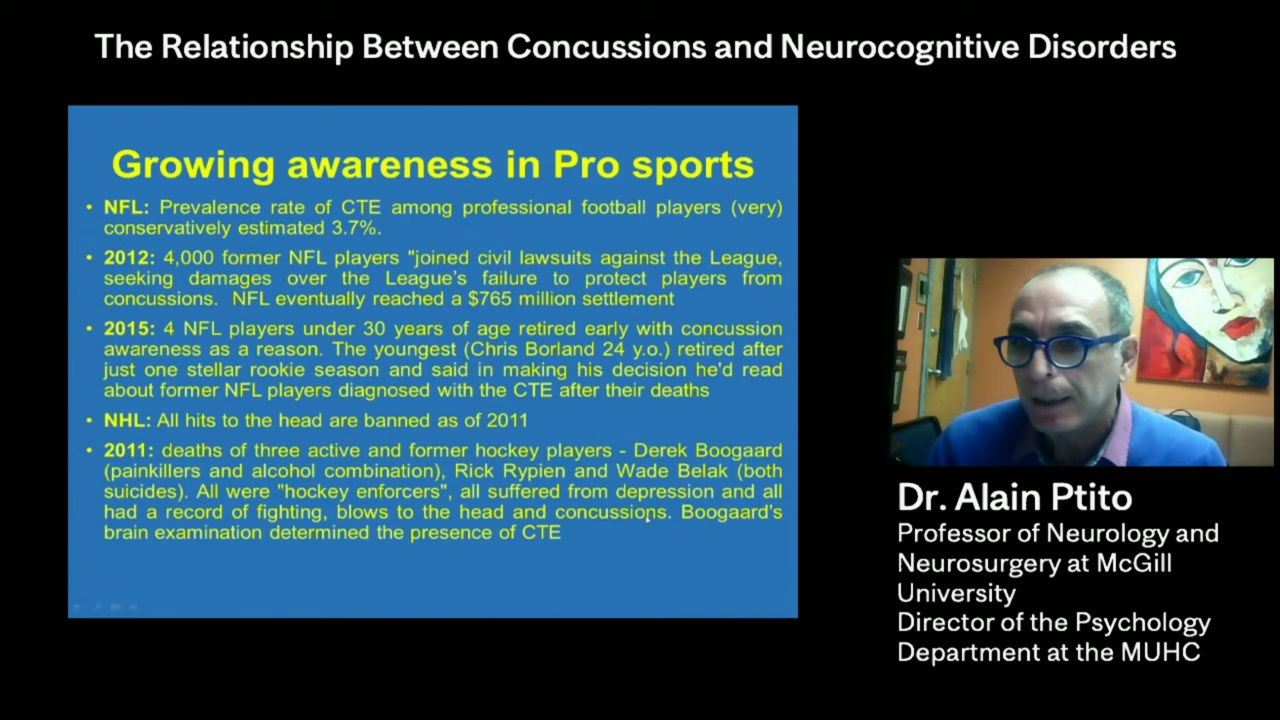 The Relationship Between Concussions and Neurocognitive Disorders
Growing awareness in Pro sports
• NFL: Prevalence rate of CTE among professional football players (very)
conservatively estimated 3.7%.
• 2012: 4,000 former NFL players "joined civil lawsuits against the League,
seeking damages over the League's failure to protect players from
concussions. NFL eventually reached a $765 million settlement
• 2015: 4 NFL players under 30 years of age retired early with concussion
awareness as a reason. The youngest (Chris Borland 24 y.o.) retired after
just one stellar rookie season and said in making his decision he'd read
about former NFL players diagnosed with the CTE after their deaths
• NHL: All hits to the head are banned as of 2011
• 2011: deaths of three active and former hockey players - Derek Boogaard
(painkillers and alcohol combination), Rick Rypien and Wade Belak (both
suicides). All were "hockey enforcers", all suffered from depression and all
had a record of fighting, blows to the head and concussions. Boogaard's
brain examination determined the presence of CTE
Dr. Alain Ptito
Professor of Neurology and
Neurosurgery at McGill
University
Director of the Psychology
Department at the MUHC